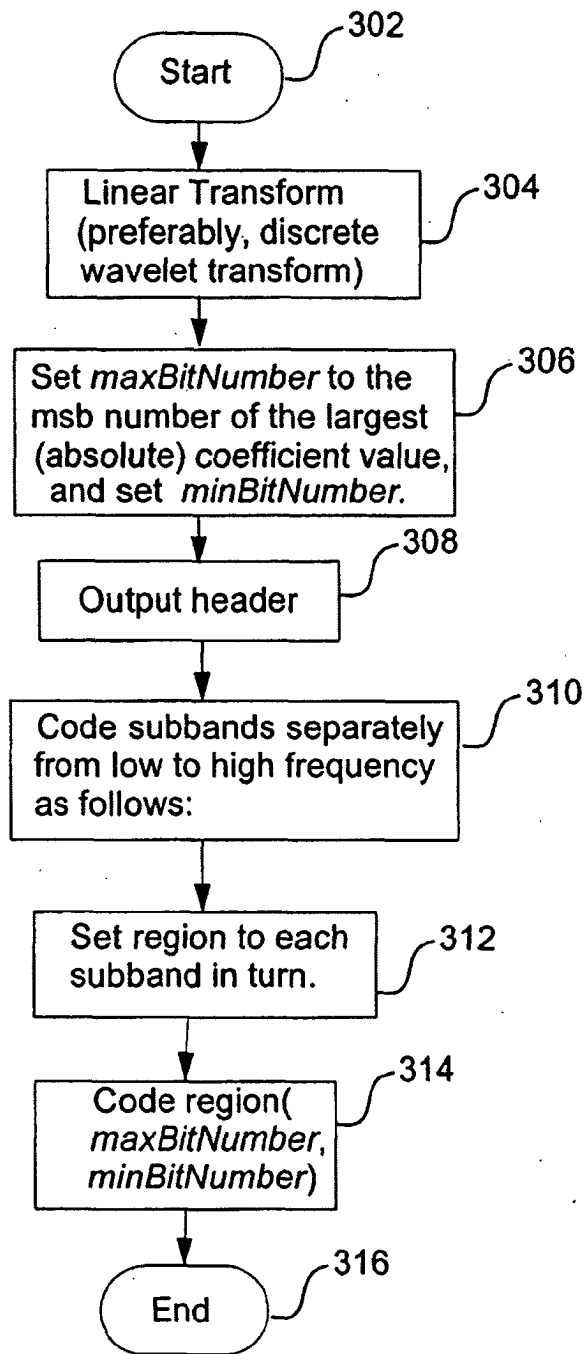 302
Start
304
Linear Transform
(preferably, discrete
wavelet transform)
306
Set maxBitNumber to the
msb number of the largest
(absolute) coefficient value,
and set minBitNumber.
308
Output header
310
Code subbands separately
from low to high frequency
as follows:
312
Set region to each
subband in turn.
314
Code region(
maxBitNumber,
minBitNumber)
316
End